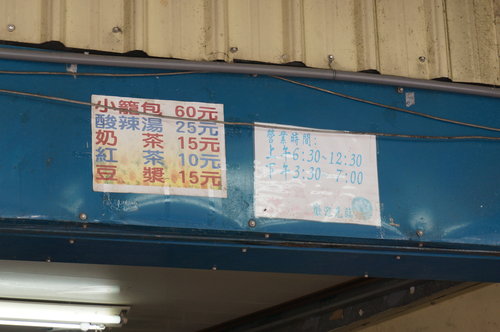 小籠包 60元
酸辣湯 25元
奶茶 15元
紅茶 10元
豆漿 15元
營業時間:
上午6:30~12:30
下午3:30 7:00